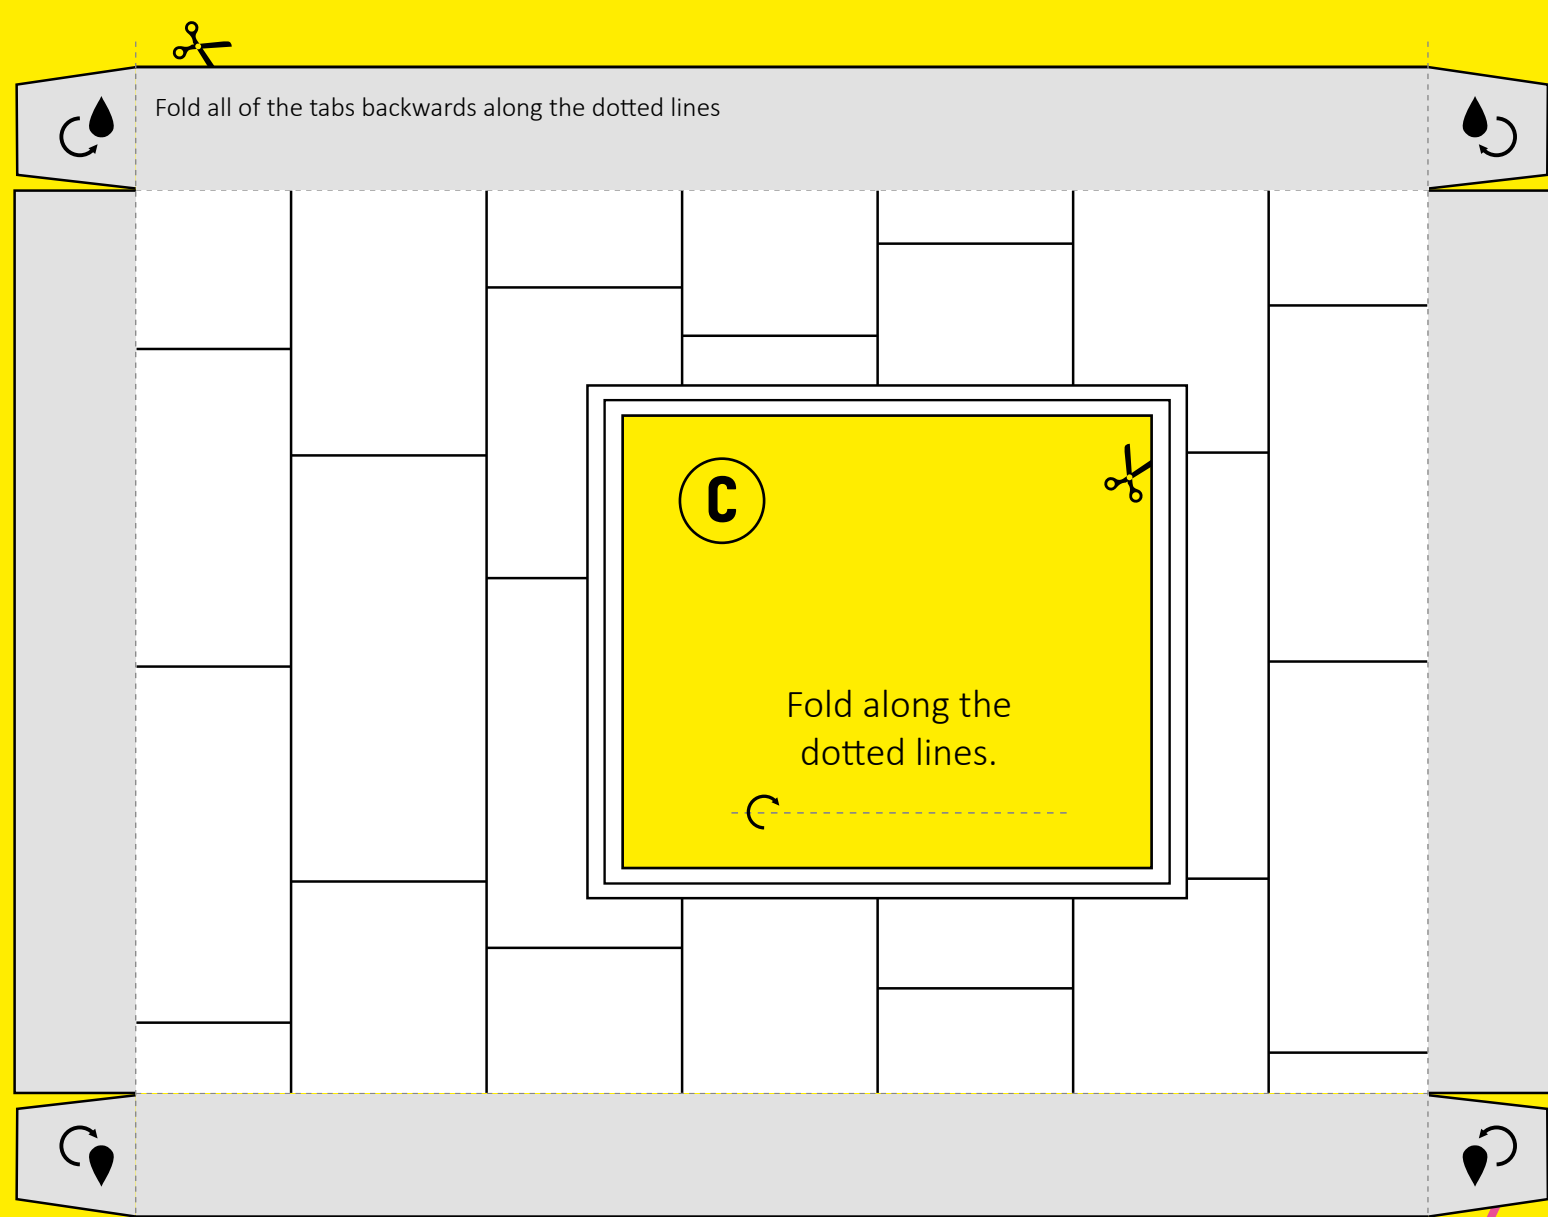 Fold all of the tabs backwards along the dotted lines
C
Fold along the
dotted lines.